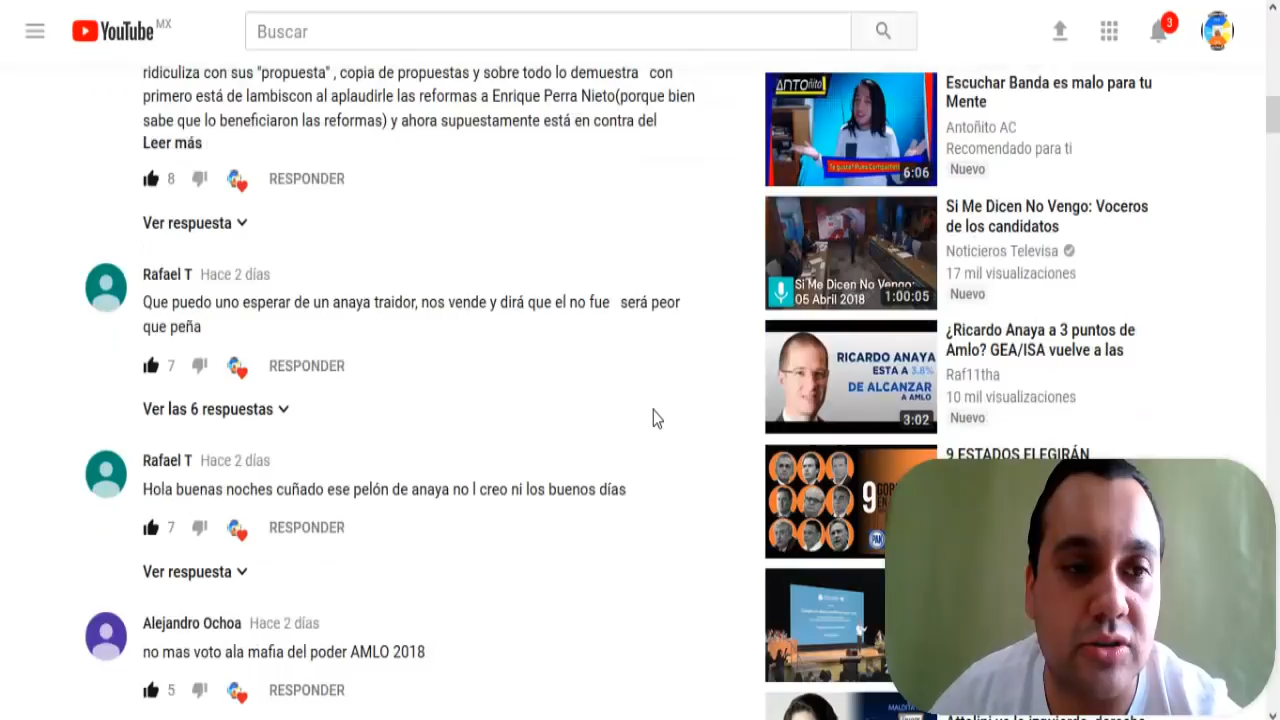 YouTube MX
Buscar
3
ridiculiza con sus "propuesta" , copia de propuestas y sobre todo lo demuestra con
primero está de lambiscon al aplaudirle las reformas a Enrique Perra Nieto(porque bien
sabe que lo beneficiaron las reformas) y ahora supuestamente está en contra del
Leer más
8 RESPONDER
Ver respuesta
Rafael T Hace 2 días
Que puedo uno esperar de un anaya traidor, nos vende y dirá que el no fue será peor
que peña
7 RESPONDER
Ver las 6 respuestas
Rafael T Hace 2 días
Hola buenas noches cuñado ese pelón de anaya no l creo ni los buenos días
7 RESPONDER
Ver respuesta
Alejandro Ochoa Hace 2 días
no mas voto ala mafia del poder AMLO 2018
5 RESPONDER
ANTOñito
6:06
Escuchar Banda es malo para tu
Mente
Antoñito AC
Recomendado para ti
Nuevo
Si Me Dicen No Vengo:
05 Abril 2018
1:00:05
Si Me Dicen No Vengo: Voceros
de los candidatos
Noticieros Televisa
17 mil visualizaciones
Nuevo
RICARDO ANAYA
ESTA A 3.8%
DE ALCANZAR
A AMLO
3:02
¿Ricardo Anaya a 3 puntos de
Amlo? GEA/ISA vuelve a las
Raf11tha
10 mil visualizaciones
Nuevo
9
PAN
9 ESTADOS ELEGIRÁN